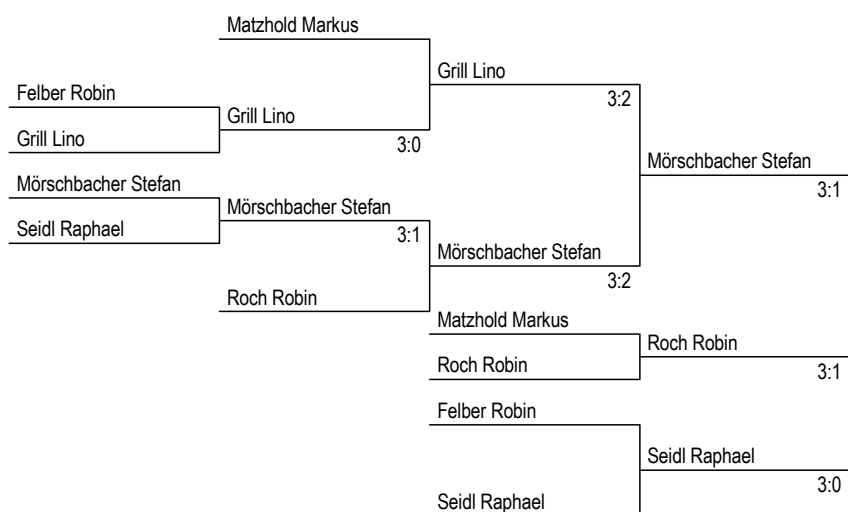 Matzhold Markus
Grill Lino
3:2
Felber Robin
Grill Lino
3:0
Grill Lino
Mörschbacher Stefan
3:1
Mörschbacher Stefan
Mörschbacher Stefan
3:1
Seidl Raphael
Mörschbacher Stefan
3:2
Roch Robin
Matzhold Markus
Roch Robin
3:1
Roch Robin
Felber Robin
Seidl Raphael
3:0
Seidl Raphael